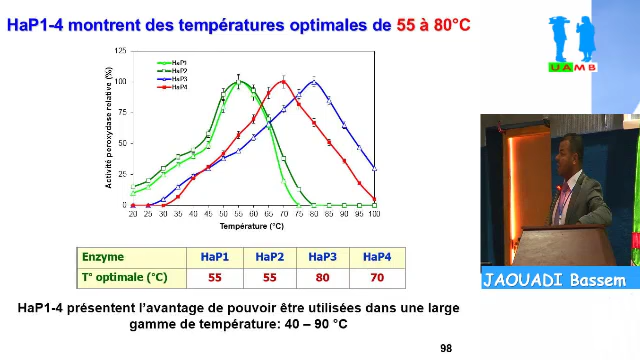 HaP1-4 montrent des températures optimales de 55 à 80°C
UAMB
Activité peroxydase relative (%)
125
100
75
50
25
0
HaP1
HaP2
HaP3
HaP4
20 25 30 35 40 45 50 55 60 65 70 75 80 85 90 95 100
Température (°C)
Enzyme HaP1 HaP2 HaP3 HaP4
T° optimale (°C) 55 55 80 70
JAOUADI Bassem
HaP1-4 présentent l'avantage de pouvoir être utilisées dans une large
gamme de température: 40 – 90 °C
98